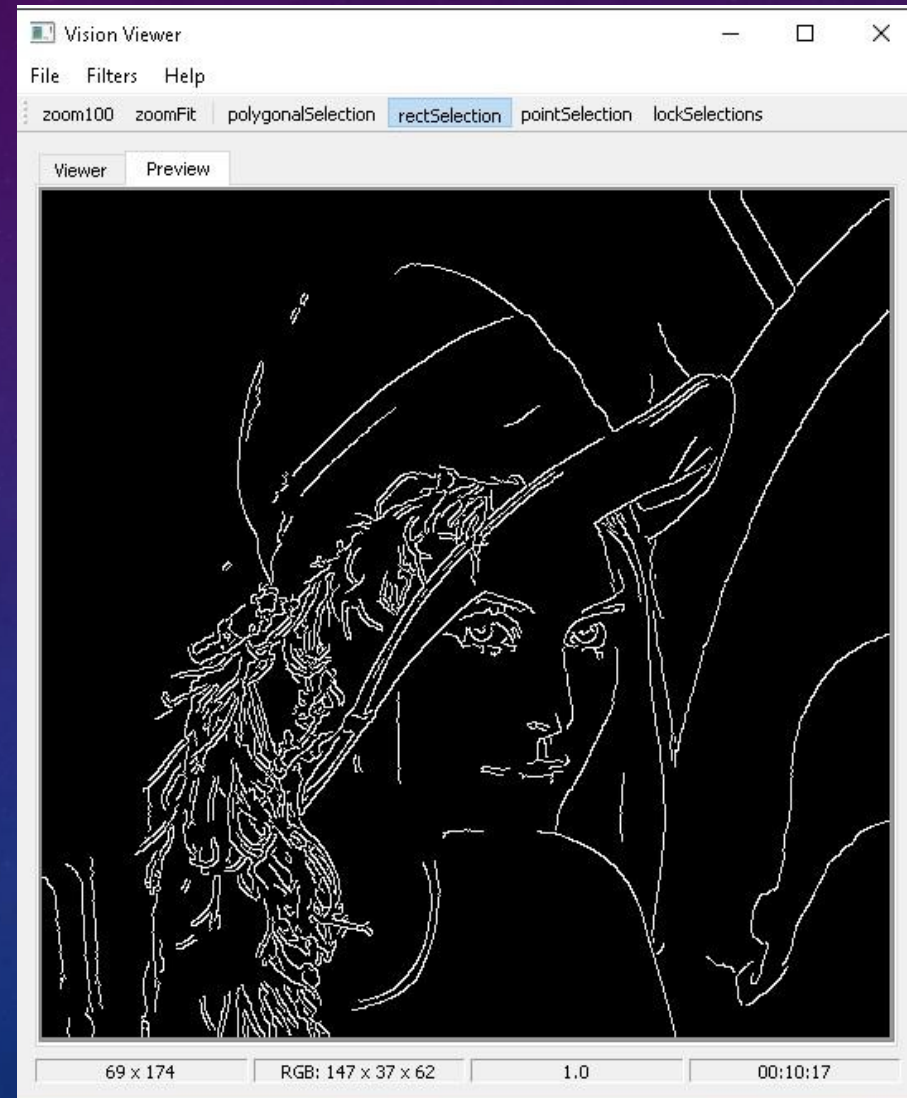 Vision Viewer
File Filters Help
zoom100 zoomFit polygonalSelection rectSelection pointSelection lockSelections
Viewer Preview
69 x 174 RGB: 147 x 37 x 62 1.0 00:10:17